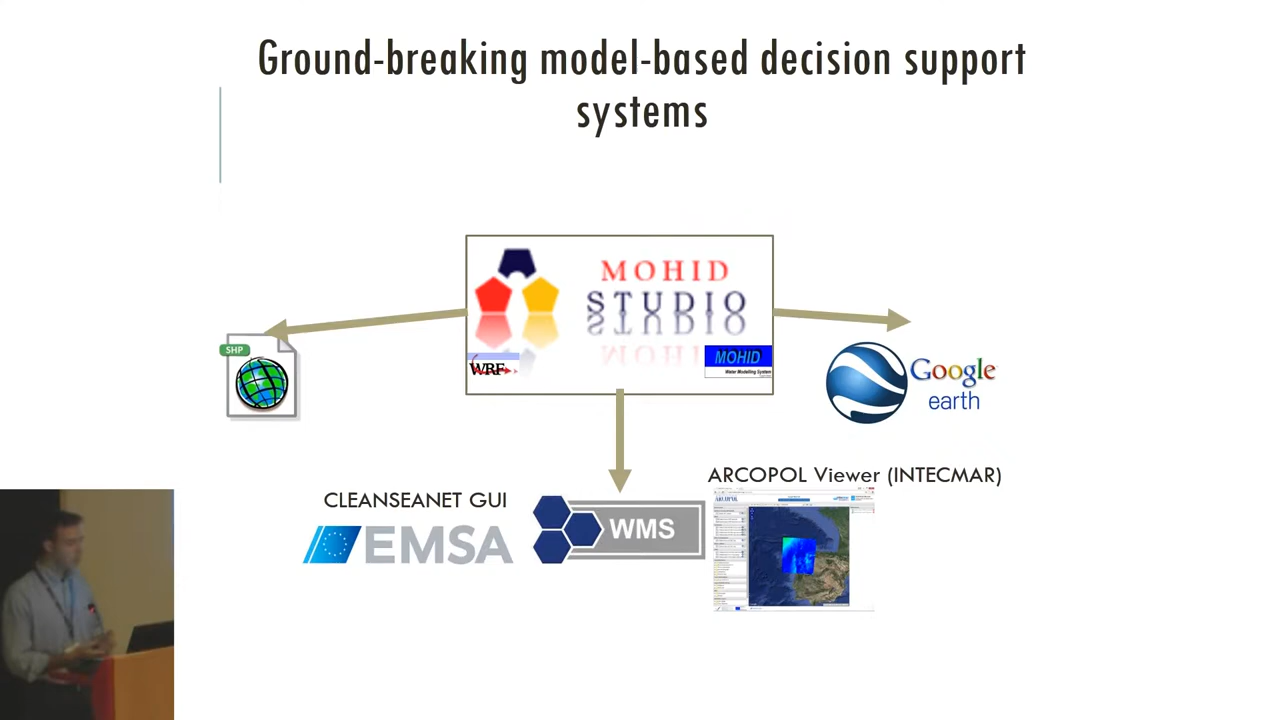 Ground-breaking model-based decision support
systems
MOHID
STUDIO
WRF
MOHID
Water Modelling System
SHP
Google
earth
ARCOPOL Viewer (INTECMAR)
CLEANSEANET GUI
EMSA
WMS
ARCOPOL